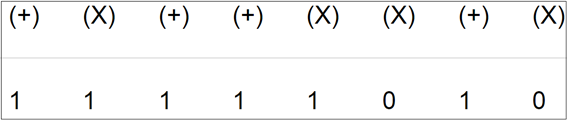 (+) (X) (+) (+) (X) (X) (+) (X)
1 1 1 1 1 0 1 0